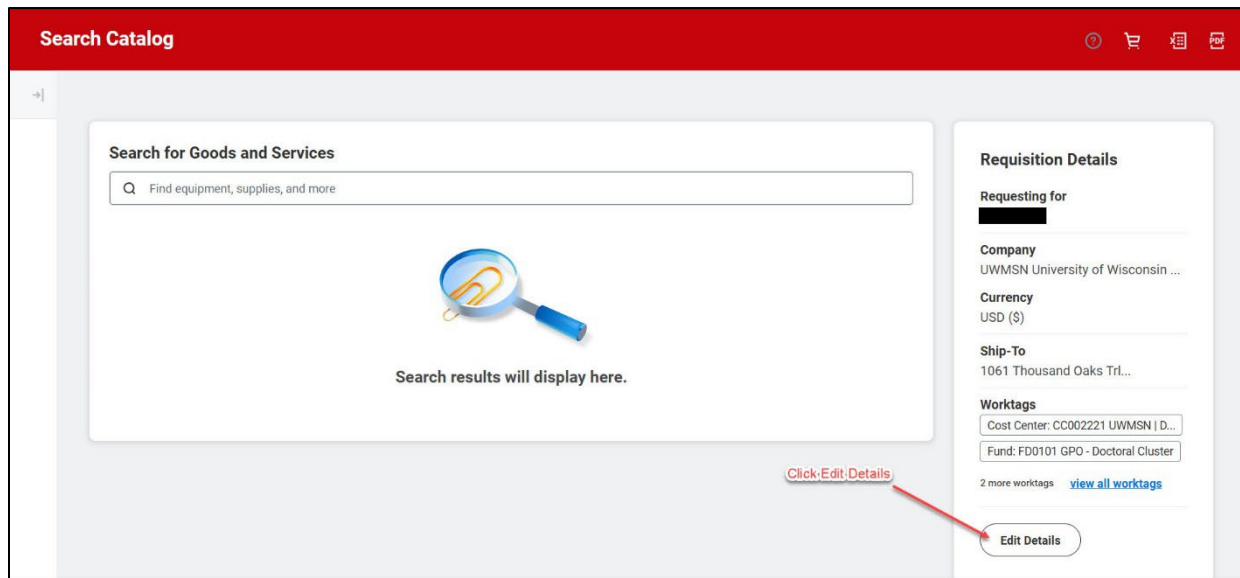 Search Catalog
PDF
Search for Goods and Services
Find equipment, supplies, and more
Search results will display here.
Requisition Details
Requesting for
Company
UWMSN University of Wisconsin ...
Currency
USD ($)
Ship-To
1061 Thousand Oaks Trl...
Worktags
Cost Center: CC002221 UWMSN | D...
Fund: FD0101 GPO - Doctoral Cluster
2 more worktags view all worktags
Click Edit Details
Edit Details